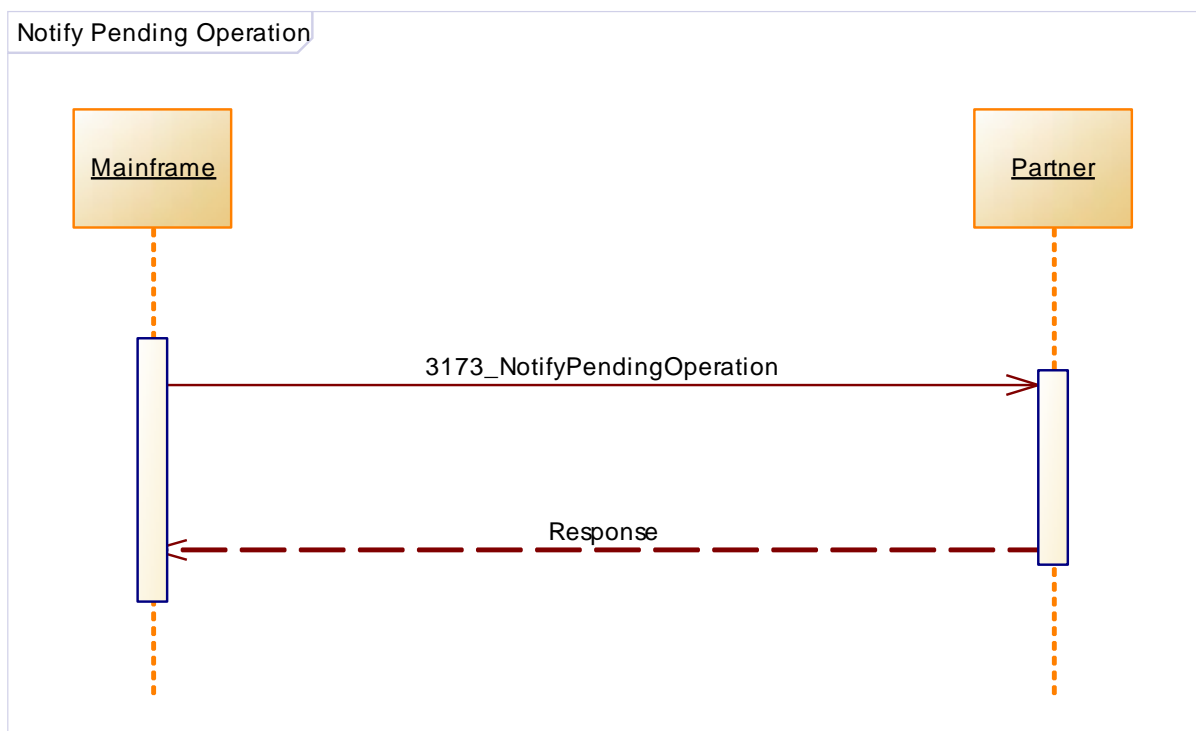 Notify Pending Operation
Mainframe
Partner
3173_NotifyPendingOperation
Response